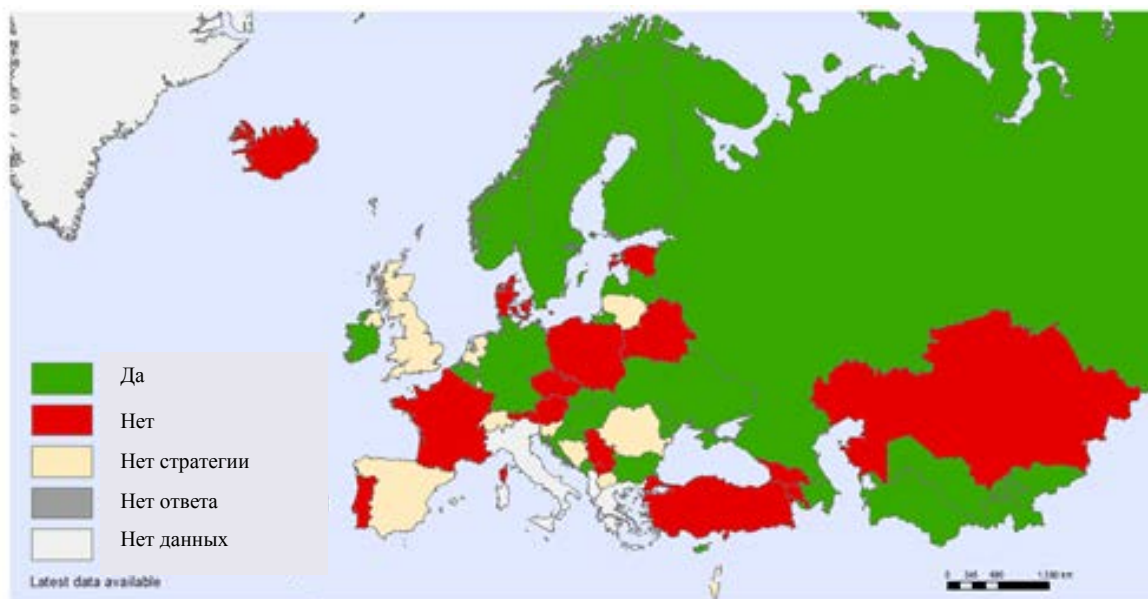 Да
Нет
Нет стратегии
Нет ответа
Нет данных
Latest data available